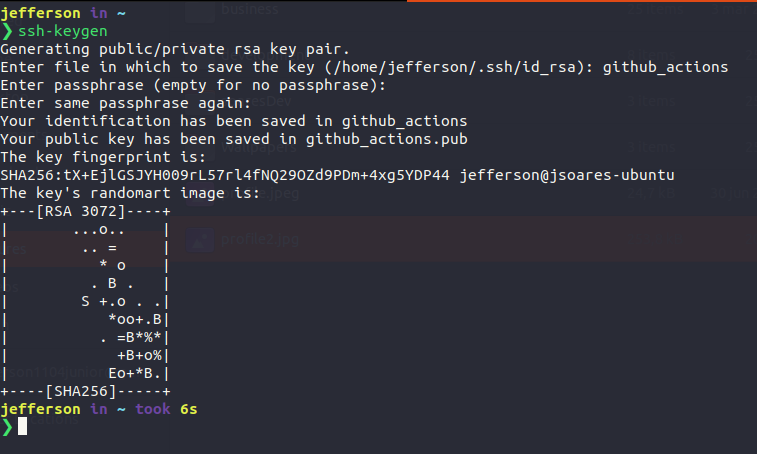 business
jefferson in ~
❯ ssh-keygen
Generating public/private rsa key pair.
Enter file in which to save the key (/home/jefferson/.ssh/id_rsa): github_actions
Enter passphrase (empty for no passphrase):
Enter same passphrase again:
Your identification has been saved in github_actions
Your public key has been saved in github_actions.pub
The key fingerprint is:
SHA256:tX+EjlGSJYH009rL57rl4fNQ29OZd9PDm+4xg5YDP44 jefferson@jsoares-ubuntu
The key's randomart image is:
+---[RSA 3072]----+
|       ...o..    |
|        .. =     |
|          * o    |
|         . B .   |
|        S +.o . .|
|           *oo+.B|
|          . =B*%*|
|            +B+o%|
|           Eo+*B.|
+----[SHA256]-----+
profile2.jpg
jefferson in ~ took 6s
❯